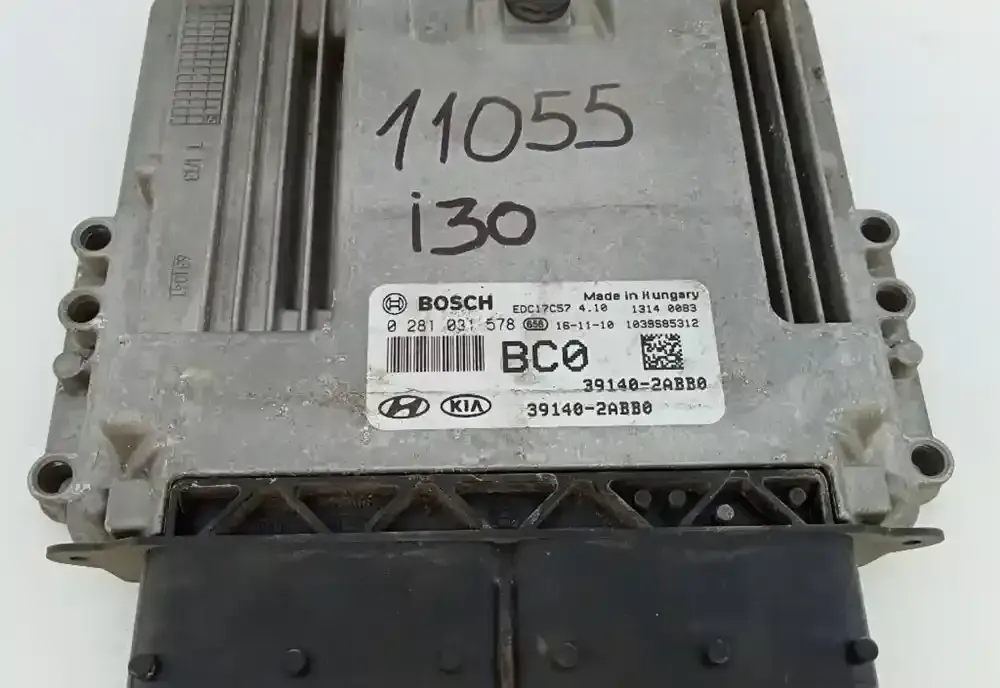 11055
i30
BOSCH
EDC17C57 4.10
Made in Hungary
1314 0083
0 281 031 578
656
16-11-10
1039S85312
BC0
39140-2ABB0
KIA
39140-2ABB0